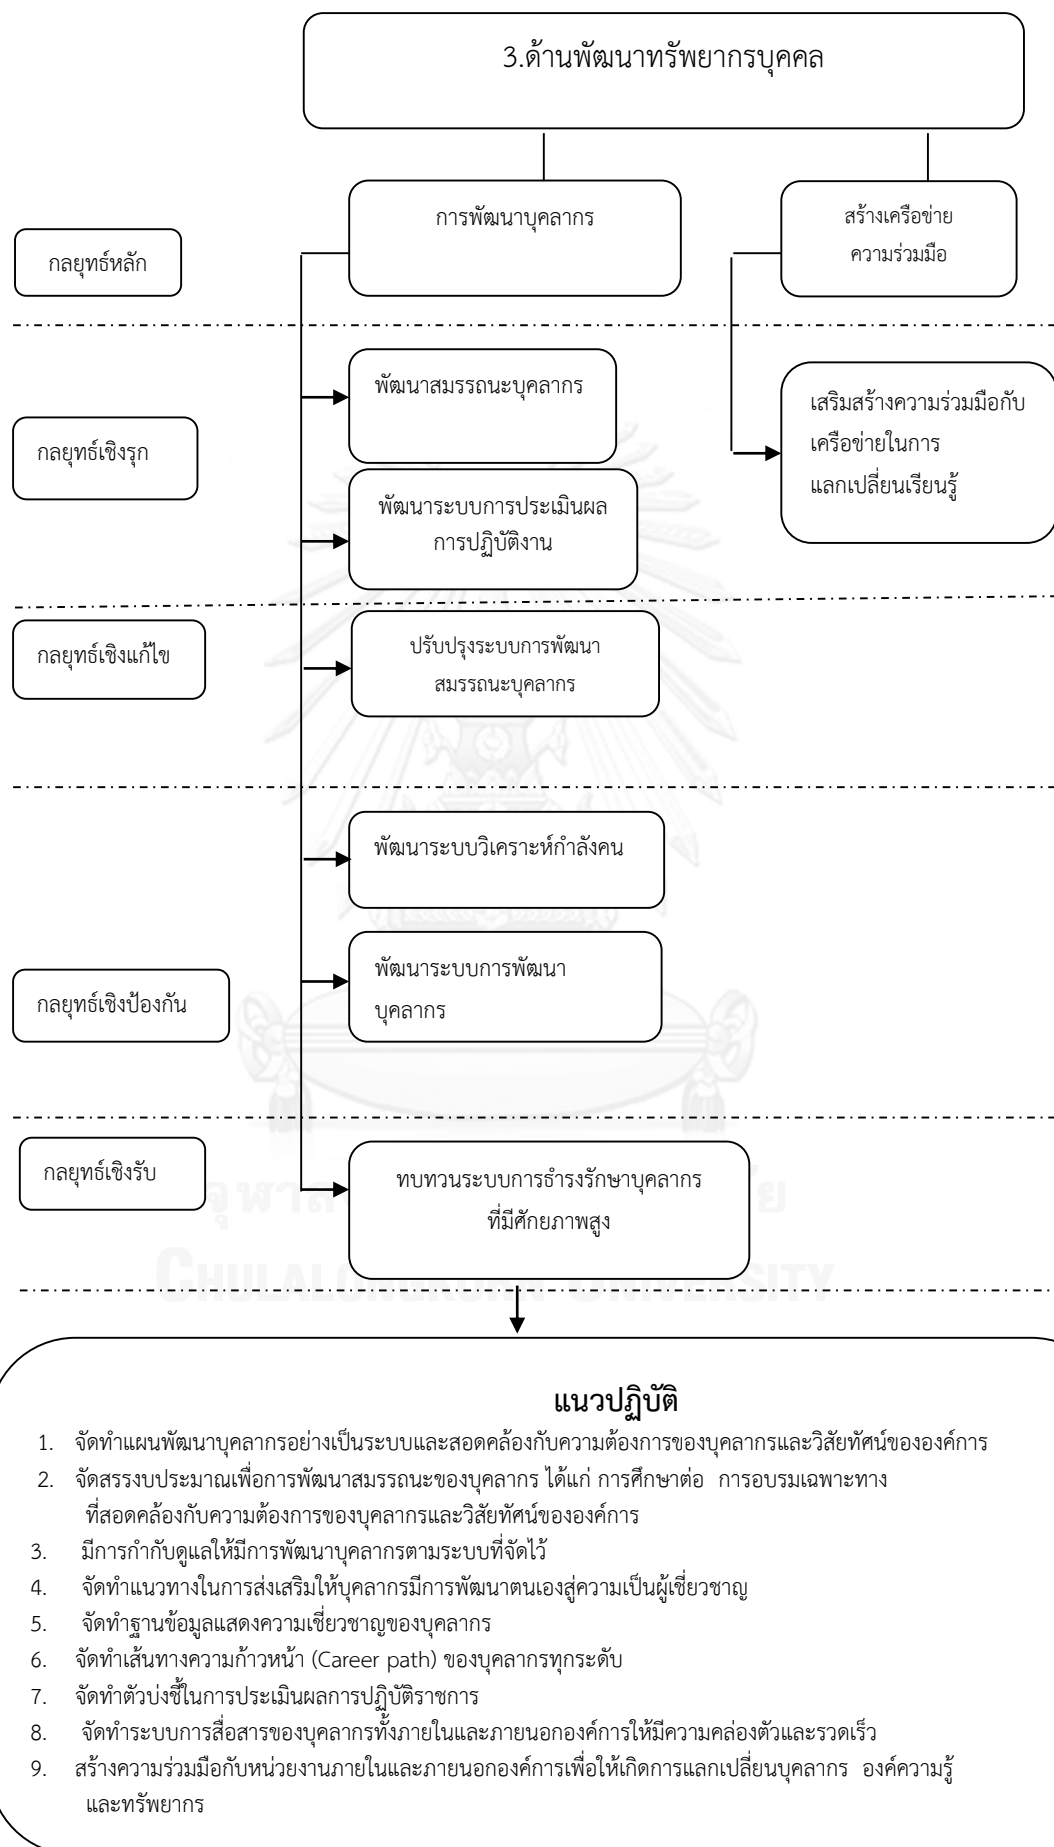 3.ด้านพัฒนาทรัพยากรบุคคล
การพัฒนาบุคลากร
สร้างเครือข่าย
ความร่วมมือ
กลยุทธ์หลัก
พัฒนาสมรรถนะบุคลากร
เสริมสร้างความร่วมมือกับ
เครือข่ายในการ
แลกเปลี่ยนเรียนรู้
กลยุทธ์เชิงรุก
พัฒนาระบบการประเมินผล
การปฏิบัติงาน
กลยุทธ์เชิงแก้ไข
ปรับปรุงระบบการพัฒนา
สมรรถนะบุคลากร
พัฒนาระบบวิเคราะห์กำลังคน
พัฒนาระบบการพัฒนา
บุคลากร
กลยุทธ์เชิงป้องกัน
กลยุทธ์เชิงรับ
ทบทวนระบบการธำรงรักษาบุคลากร
ที่มีศักยภาพสูง
CHULALONGKORN UNIVERSITY
แนวปฏิบัติ
1. จัดทำแผนพัฒนาบุคลากรอย่างเป็นระบบและสอดคล้องกับความต้องการของบุคลากรและวิสัยทัศน์ขององค์การ
2. จัดสรรงบประมาณเพื่อการพัฒนาสมรรถนะของบุคลากร ได้แก่ การศึกษาต่อ การอบรมเฉพาะทาง
ที่สอดคล้องกับความต้องการของบุคลากรและวิสัยทัศน์ขององค์การ
3. มีการกำกับดูแลให้มีการพัฒนาบุคลากรตามระบบที่จัดไว้
4. จัดทำแนวทางในการส่งเสริมให้บุคลากรมีการพัฒนาตนเองสู่ความเป็นผู้เชี่ยวชาญ
5. จัดทำฐานข้อมูลแสดงความเชี่ยวชาญของบุคลากร
6. จัดทำเส้นทางความก้าวหน้า (Career path) ของบุคลากรทุกระดับ
7. จัดทำตัวบ่งชี้ในการประเมินผลการปฏิบัติราชการ
8. จัดทำระบบการสื่อสารของบุคลากรทั้งภายในและภายนอกองค์การให้มีความคล่องตัวและรวดเร็ว
9. สร้างความร่วมมือกับหน่วยงานภายในและภายนอกองค์การเพื่อให้เกิดการแลกเปลี่ยนบุคลากร องค์ความรู้
และทรัพยากร